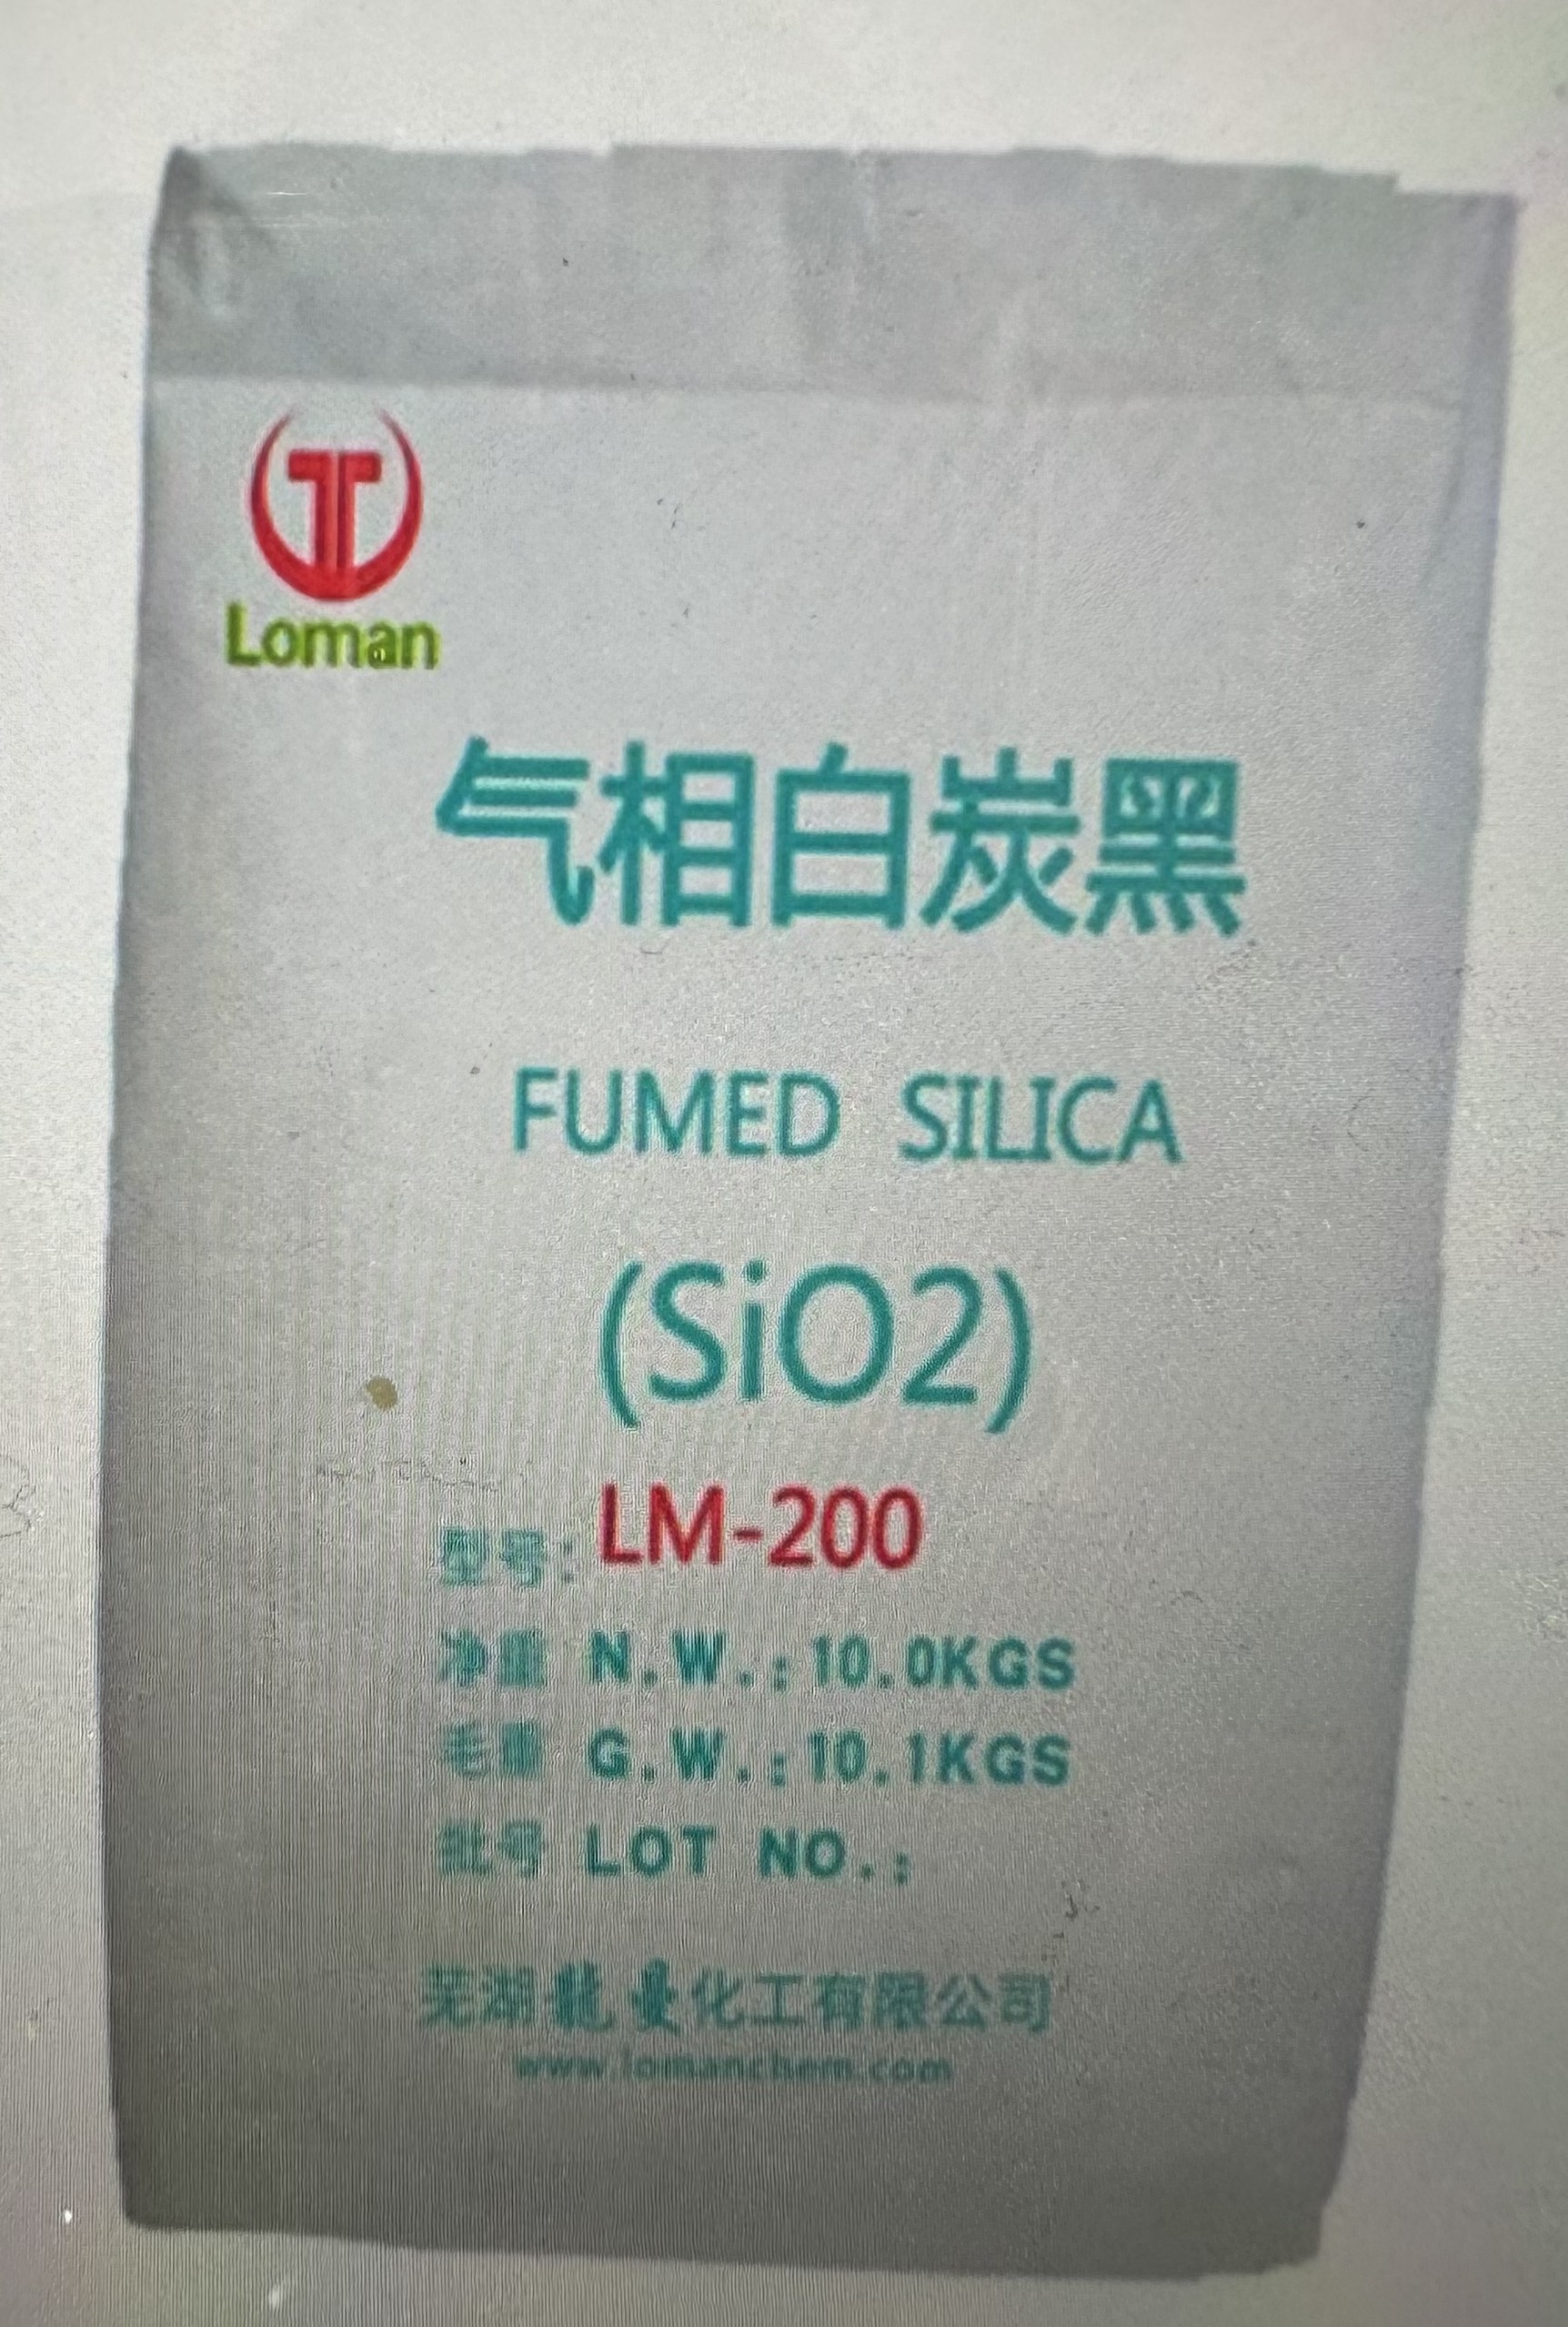 Loman
气相白炭黑
FUMED SILICA
(SiO2)
型号: LM-200
净重 N.W.: 10.0KGS
毛重 G.W.: 10.1KGS
批号 LOT NO.:
芜湖龍曼化工有限公司
www.lomanchem.com